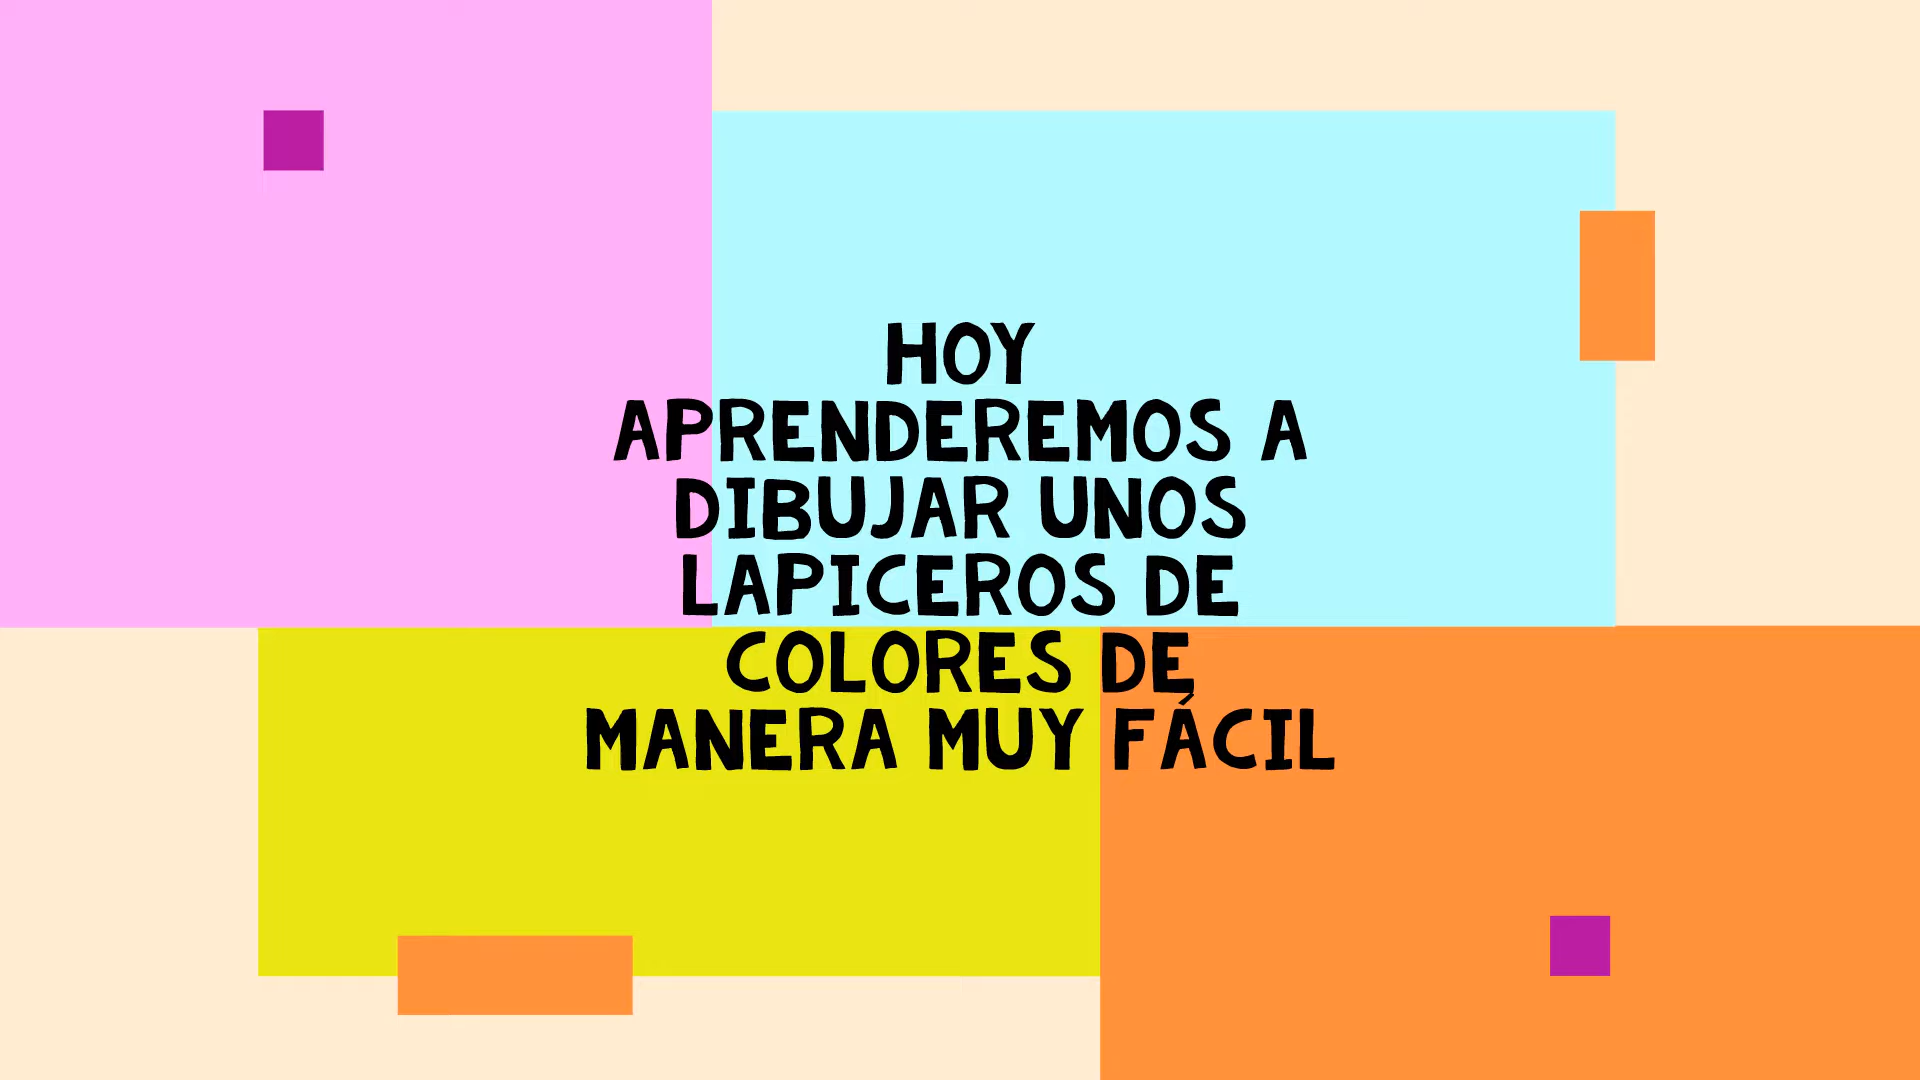 HOY
APRENDEREMOS A
DIBUJAR UNOS
LAPICEROS DE
COLORES DE
MANERA MUY FÁCIL